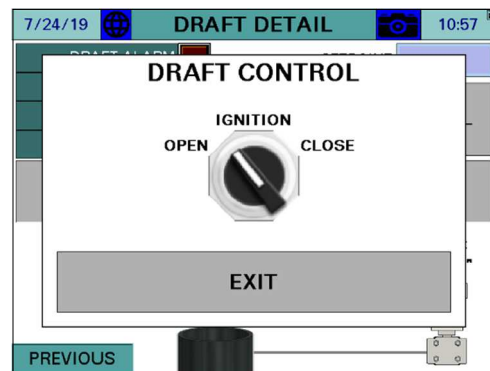 7/24/19 DRAFT DETAIL 10:57
DRAFT CONTROL
IGNITION
OPEN CLOSE
EXIT
PREVIOUS